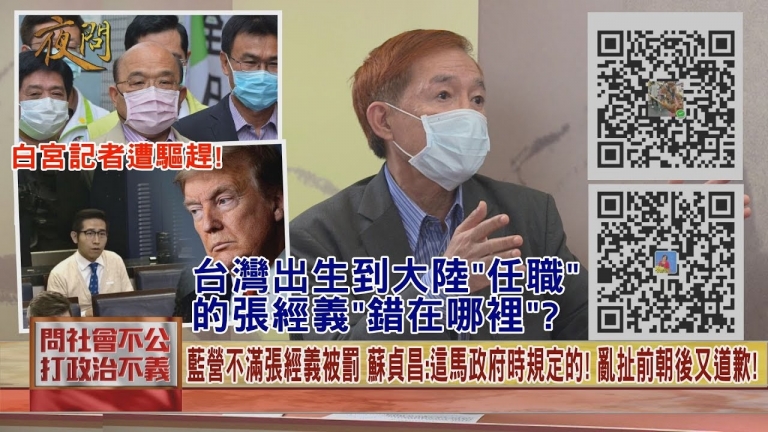 夜問
白宮記者遭驅趕!
台灣出生到大陸"任職"
的張經義"錯在哪裡"?
問社會不公
打政治不義
藍營不滿張經義被罰 蘇貞昌:這馬政府時規定的! 亂扯前朝後又道歉!